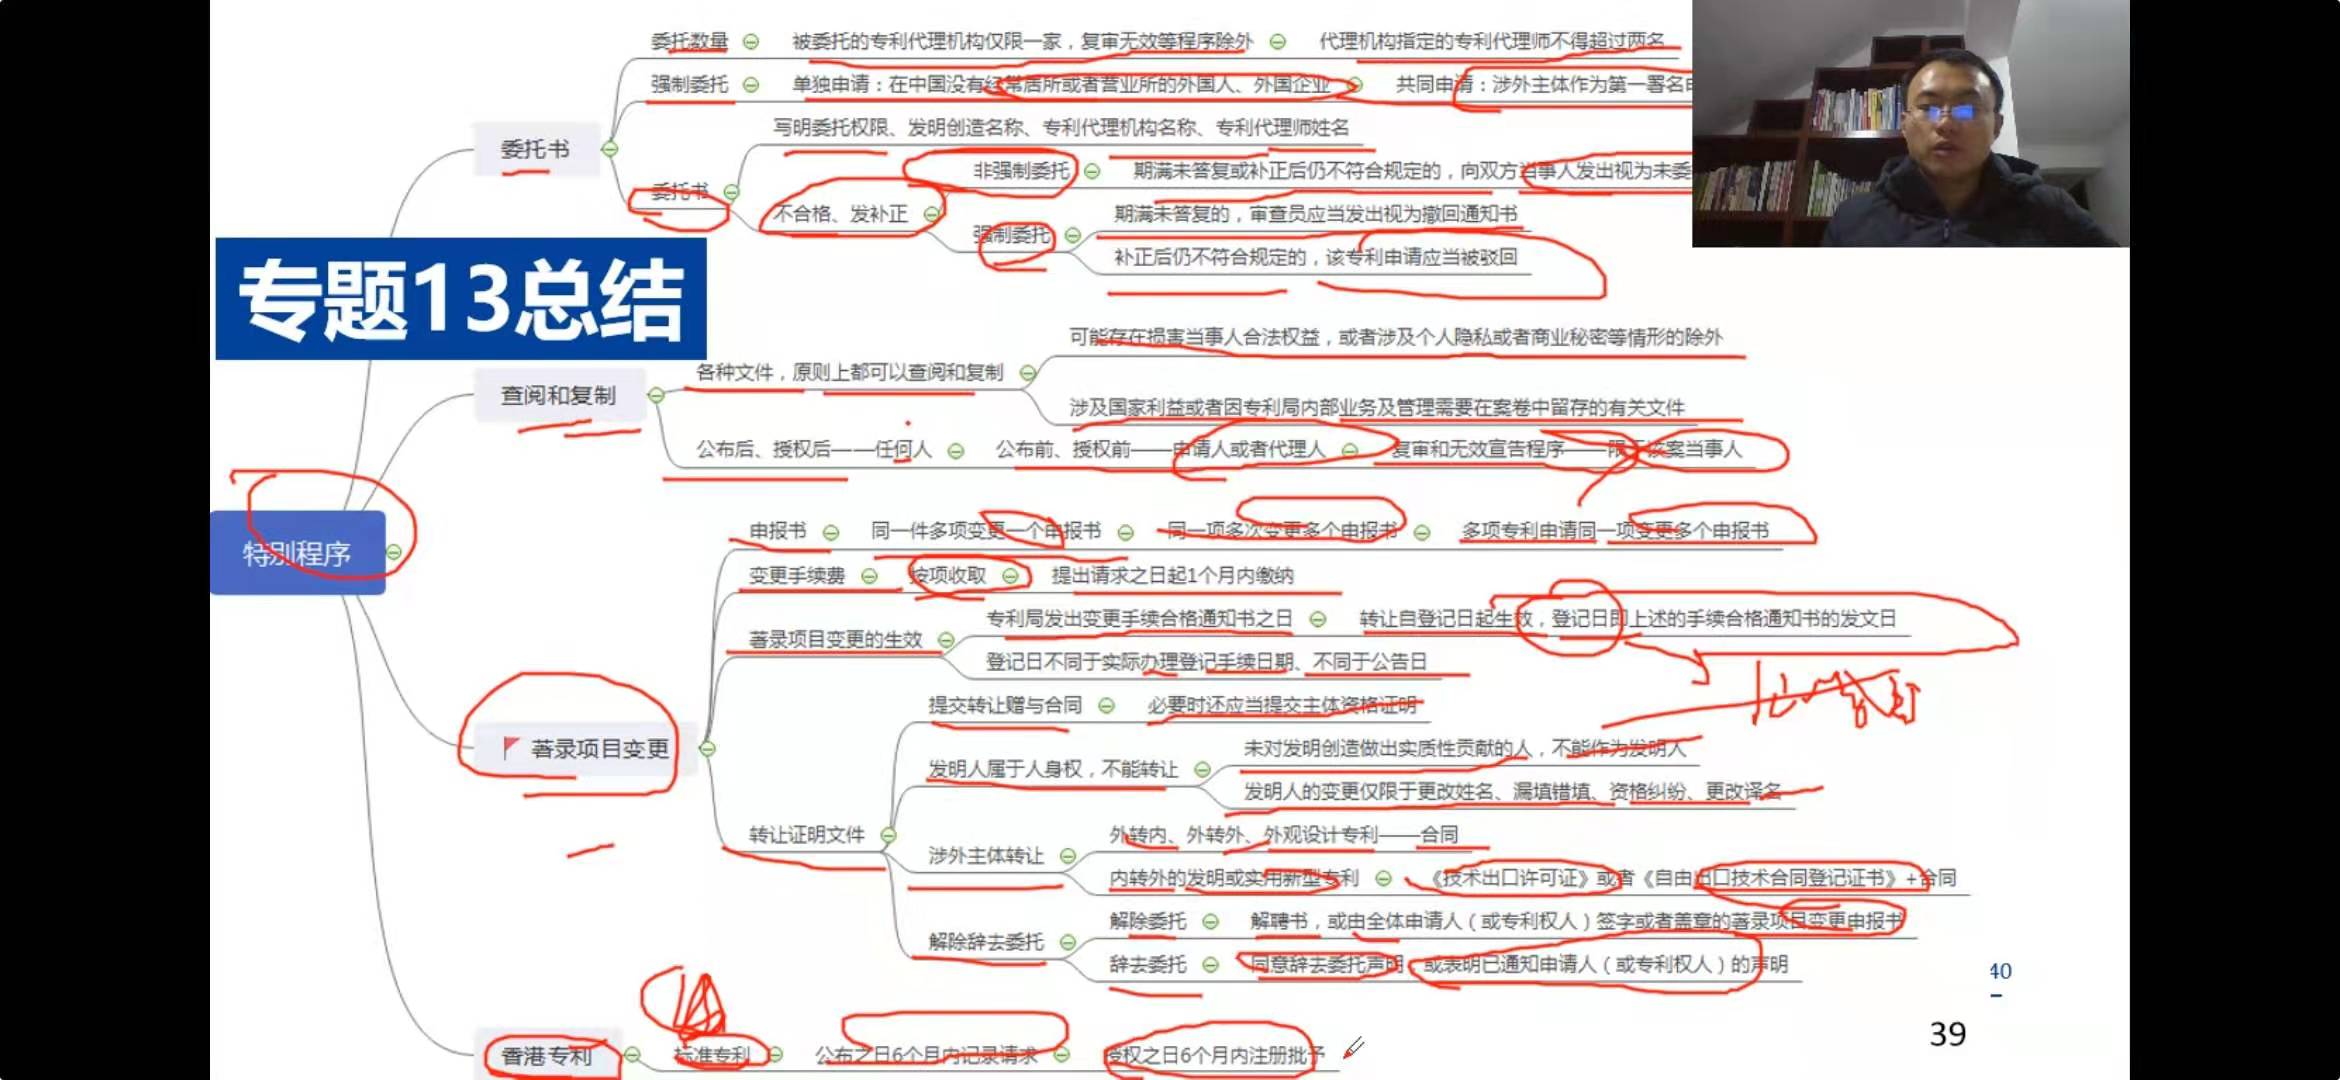 委托数量 被委托的专利代理机构仅限一家，复审无效等程序除外 代理机构指定的专利代理师不得超过两名
强制委托 单独申请：在中国没有经常居所或者营业所的外国人、外国企业 共同申请：涉外主体作为第一署名
委托书
写明委托权限、发明创造名称、专利代理机构名称、专利代理师姓名
委托书
不合格、发补正
非强制委托 期满未答复或补正后仍不符合规定的，向双方当事人发出视为未委
强制委托
期满未答复的，审查员应当发出视为撤回通知书
补正后仍不符合规定的，该专利申请应当被驳回
专题13总结
查阅和复制
各种文件，原则上都可以查阅和复制
可能存在损害当事人合法权益，或者涉及个人隐私或者商业秘密等情形的除外
涉及国家利益或者因专利局内部业务及管理需要在案卷中留存的有关文件
公布后、授权后——任何人 公布前、授权前——申请人或者代理人 复审和无效宣告程序——限于该案当事人
特别程序
著录项目变更
申报书 同一件多项变更一个申报书 同一项多次变更多个申报书 多项专利申请同一项变更多个申报书
变更手续费 按项收取 提出请求之日起1个月内缴纳
著录项目变更的生效
专利局发出变更手续合格通知书之日 转让自登记日起生效，登记日即上述的手续合格通知书的发文日
登记日不同于实际办理登记手续日期、不同于公告日
转让证明文件
提交转让赠与合同 必要时还应当提交主体资格证明
发明人属于人身权，不能转让
未对发明创造做出实质性贡献的人，不能作为发明人
发明人的变更仅限于更改姓名、漏填错填、资格纠纷、更改译名
涉外主体转让
外转内、外转外、外观设计专利——合同
内转外的发明或实用新型专利 《技术出口许可证》或者《自由出口技术合同登记证书》+合同
解除辞去委托
解除委托 解聘书，或由全体申请人（或专利权人）签字或者盖章的著录项目变更申报书
辞去委托 同意辞去委托声明，或表明已通知申请人（或专利权人）的声明
香港专利 标准专利 公布之日6个月内记录请求 授权之日6个月内注册批予
40
39